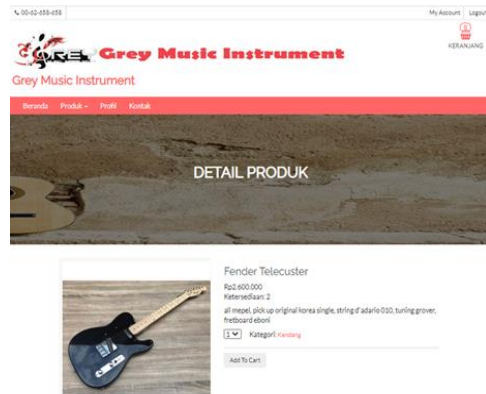 00-62-658-658
My Account Logout
GREY Grey Music Instrument
KERANJANG
Grey Music Instrument
Beranda Produk Profil Kontak
DETAIL PRODUK
Fender Telecuster
Rp2.600.000
Ketersediaan: 2
all mepel, pick up original korea single, string d'adario 010, tuning grover,
fretboard eboni
1 Kategori: Kendang
Add To Cart